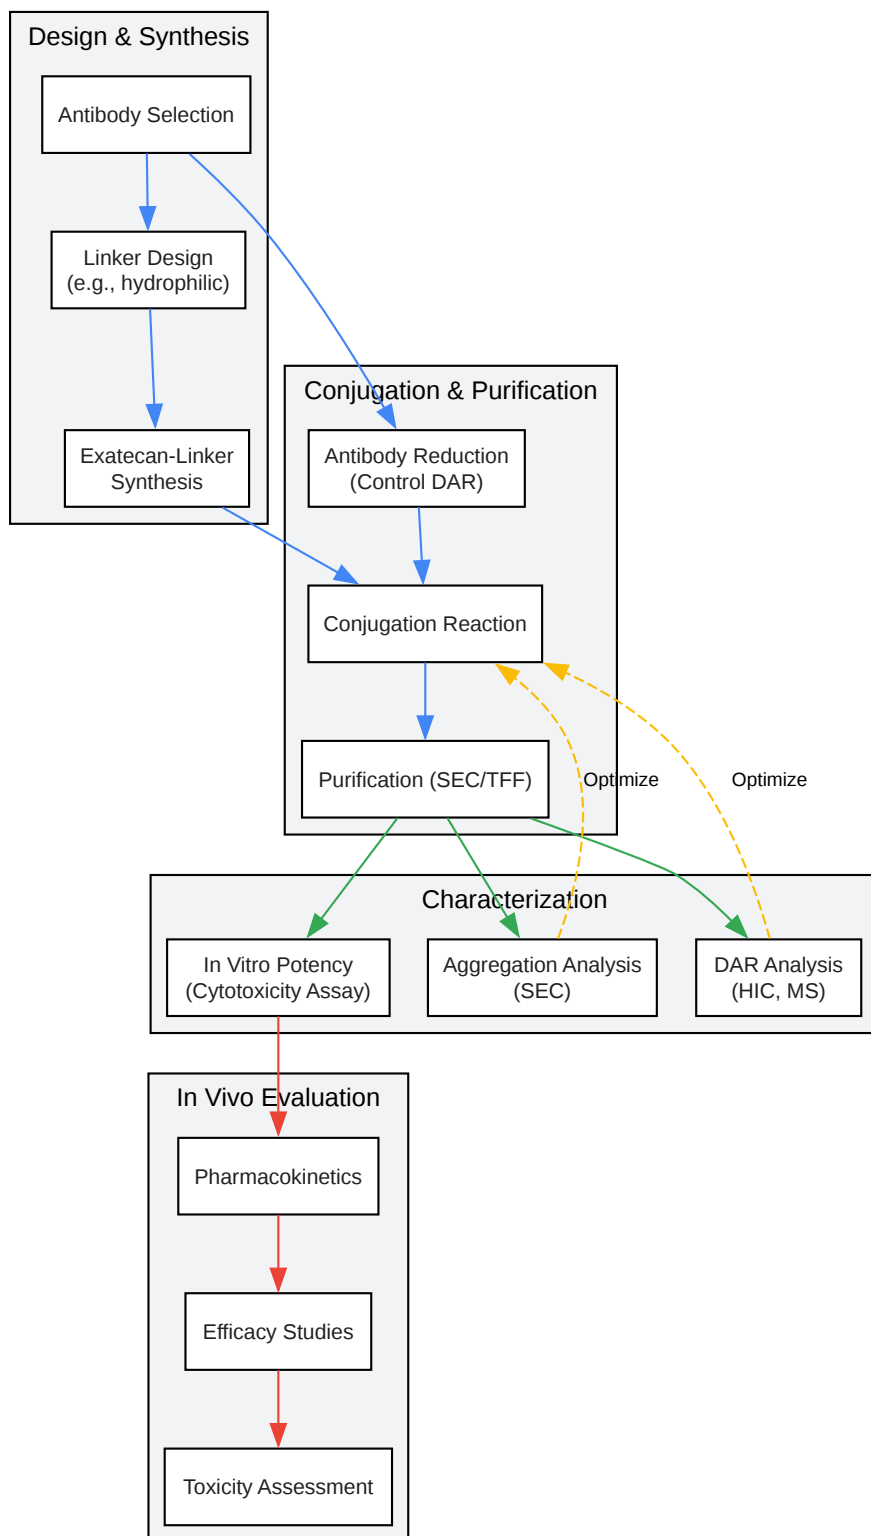 Design & Synthesis
Antibody Selection
Linker Design
(e.g., hydrophilic)
Exatecan-Linker
Synthesis
Conjugation & Purification
Antibody Reduction
(Control DAR)
Conjugation Reaction
Purification (SEC/TFF)
Optimize
Optimize
Characterization
In Vitro Potency
(Cytotoxicity Assay)
Aggregation Analysis
(SEC)
DAR Analysis
(HIC, MS)
In Vivo Evaluation
Pharmacokinetics
Efficacy Studies
Toxicity Assessment